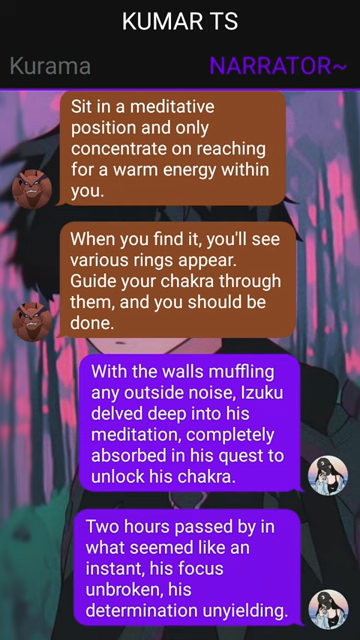 KUMAR TS
Kurama
NARRATOR~
Sit in a meditative
position and only
concentrate on reaching
for a warm energy within
you.
When you find it, you'll see
various rings appear.
Guide your chakra through
them, and you should be
done.
With the walls muffling
any outside noise, Izuku
delved deep into his
meditation, completely
absorbed in his quest to
unlock his chakra.
Two hours passed by in
what seemed like an
instant, his focus
unbroken, his
determination unyielding.